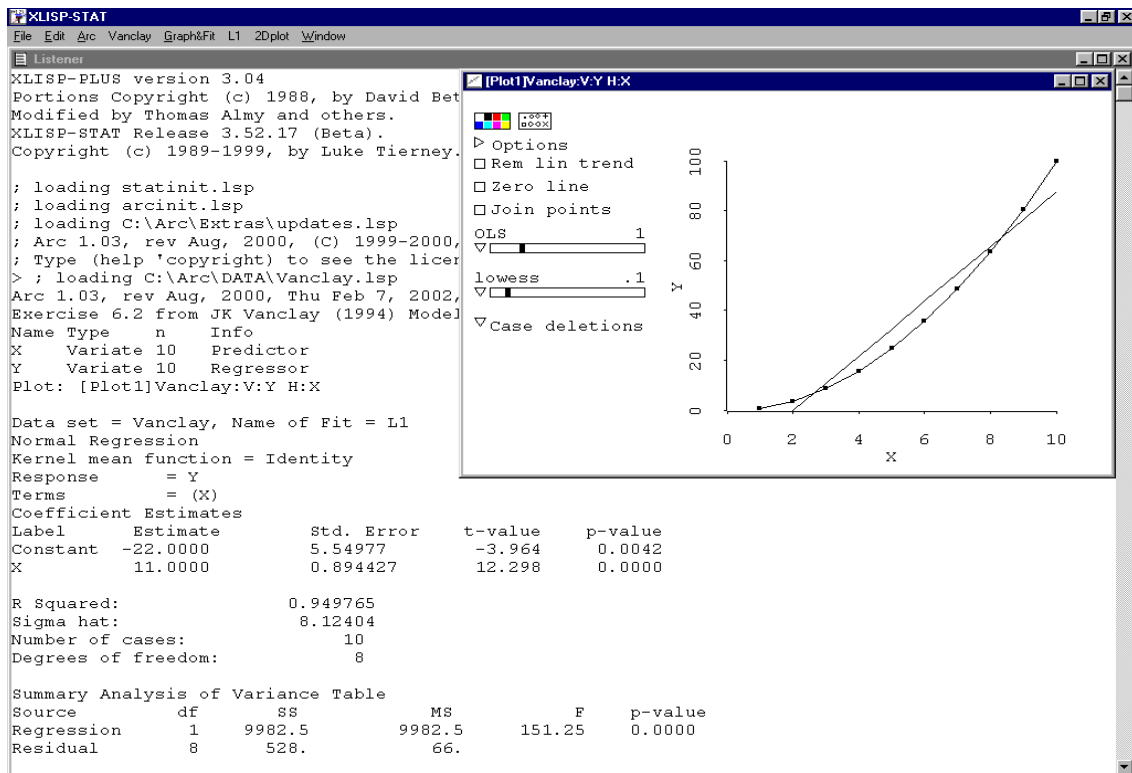 XLISP-STAT
File Edit Arc Vanclay Graph&Fit L1 2Dplot Window
Listener
XLISP-PLUS version 3.04
Portions Copyright (c) 1988, by David Bet
Modified by Thomas Almy and others.
XLISP-STAT Release 3.52.17 (Beta).
Copyright (c) 1989-1999, by Luke Tierney.
; loading statinit.lsp
; loading arcinit.lsp
; loading C:\Arc\Extras\updates.lsp
; Arc 1.03, rev Aug, 2000, (C) 1999-2000,
; Type (help 'copyright) to see the licer
> ; loading C:\Arc\DATA\Vanclay.lsp
Arc 1.03, rev Aug, 2000, Thu Feb 7, 2002,
Exercise 6.2 from JK Vanclay (1994) Model
Name Type n Info
X Variate 10 Predictor
Y Variate 10 Regressor
Plot: [Plot1]Vanclay:V:Y H:X
Data set = Vanclay, Name of Fit = L1
Normal Regression
Kernel mean function = Identity
Response = Y
Terms = (X)
Coefficient Estimates
Label Estimate Std. Error t-value p-value
Constant -22.0000 5.54977 -3.964 0.0042
X 11.0000 0.894427 12.298 0.0000
R Squared: 0.949765
Sigma hat: 8.12404
Number of cases: 10
Degrees of freedom: 8
Summary Analysis of Variance Table
Source df SS MS F p-value
Regression 1 9982.5 9982.5 151.25 0.0000
Residual 8 528. 66.
[Plot1]Vanclay:V:Y H:X
Options
Rem lin trend
Zero line
Join points
OLS 1
lowess .1
Case deletions
100
80
60
40
20
0
Y
0 2 4 6 8 10
X